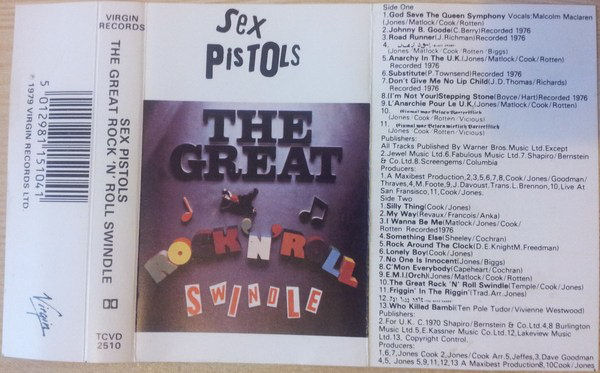 VIRGIN
RECORDS
SEX PISTOLS
THE GREAT ROCK 'N' ROLL SWINDLE
TCVD
2510
5 012981 751041
℗ 1979 VIRGIN RECORDS LTD.
Virgin
Sex
PISTOLS
THE
GREAT
ROCK 'N' ROLL
SWINDLE
Side One
1.God Save The Queen Symphony Vocals:Malcolm Maclaren
(Jones/Matlock/Cook/Rotten)
2.Johnny B. Goode(C.Berry)Recorded 1976
3.Road Runner(J.Richman)Recorded 1976
4.
(Jones/Matlock/Cook/Rotten/Biggs)
5.Anarchy In The U.K.(Jones/Matlock/Cook/Rotten)
Recorded 1976
6.Substitute(P.Townsend)Recorded 1976
7.Don't Give Me No Lip Child(J.D.Thomas/Richards)
Recorded 1976
8.(I'm Not Your)Stepping Stone(Boyce/Hart)Recorded 1976
9.L'Anarchie Pour Le U.K.(Jones/Matlock/Cook/Rotten)
10.
(Jones/Cook/Rotten/Vicious)
11.
(Jones/Cook/Rotten/Vicious)
Publishers:
All Tracks Published By Warner Bros.Music Ltd.Except
2.Jewel Music Ltd.6.Fabulous Music Ltd.7.Shapiro/Bernstein
& Co.Ltd.8.Screengems/Columbia
Producers:
1,A Maxibest Production,2,3,5,6,7,8,Cook/Jones/Goodman/
Thraves,4,M.Foote,9,J.Davoust,Trans.L.Brennon,10,Live At
San Fransisco,11,Cook/Jones.
Side Two
1.Silly Thing(Cook/Jones)
2.My Way(Revaux/Francois/Anka)
3.I Wanna Be Me(Matlock/Jones/Cook/
Rotten Recorded1976
4.Something Else(Sheeley/Cochran)
5.Rock Around The Clock(D.E.Knight M.Freedman)
6.Lonely Boy(Cook/Jones)
7.No One Is Innocent(Jones/Biggs)
8.C'Mon Everybody(Capeheart/Cochran)
9.E.M.I.(Orch)(Jones/Matlock/Cook/Rotten)
10.The Great Rock 'N' Roll Swindle(Temple/Cook/Jones)
11.Friggin' In The Riggin'(Trad.Arr.Jones)
12.
13.Who Killed Bambi(Ten Pole Tudor/Vivienne Westwood)
Publishers:
2.For U.K. C.1970 Shapiro/Bernstein & Co.Ltd.4,8 Burlington
Music Ltd.5.E.Kassner Music Co.Ltd.12,Lakeview Music
Ltd.13. Copyright Control.
Producers:
1,6,7,Jones Cook 2,Jones/Cook Arr.5,Jeffes,3,Dave Goodman
4,5, Jones 5,9,11,12,13 A Maxibest Production8,10Cook/Jones